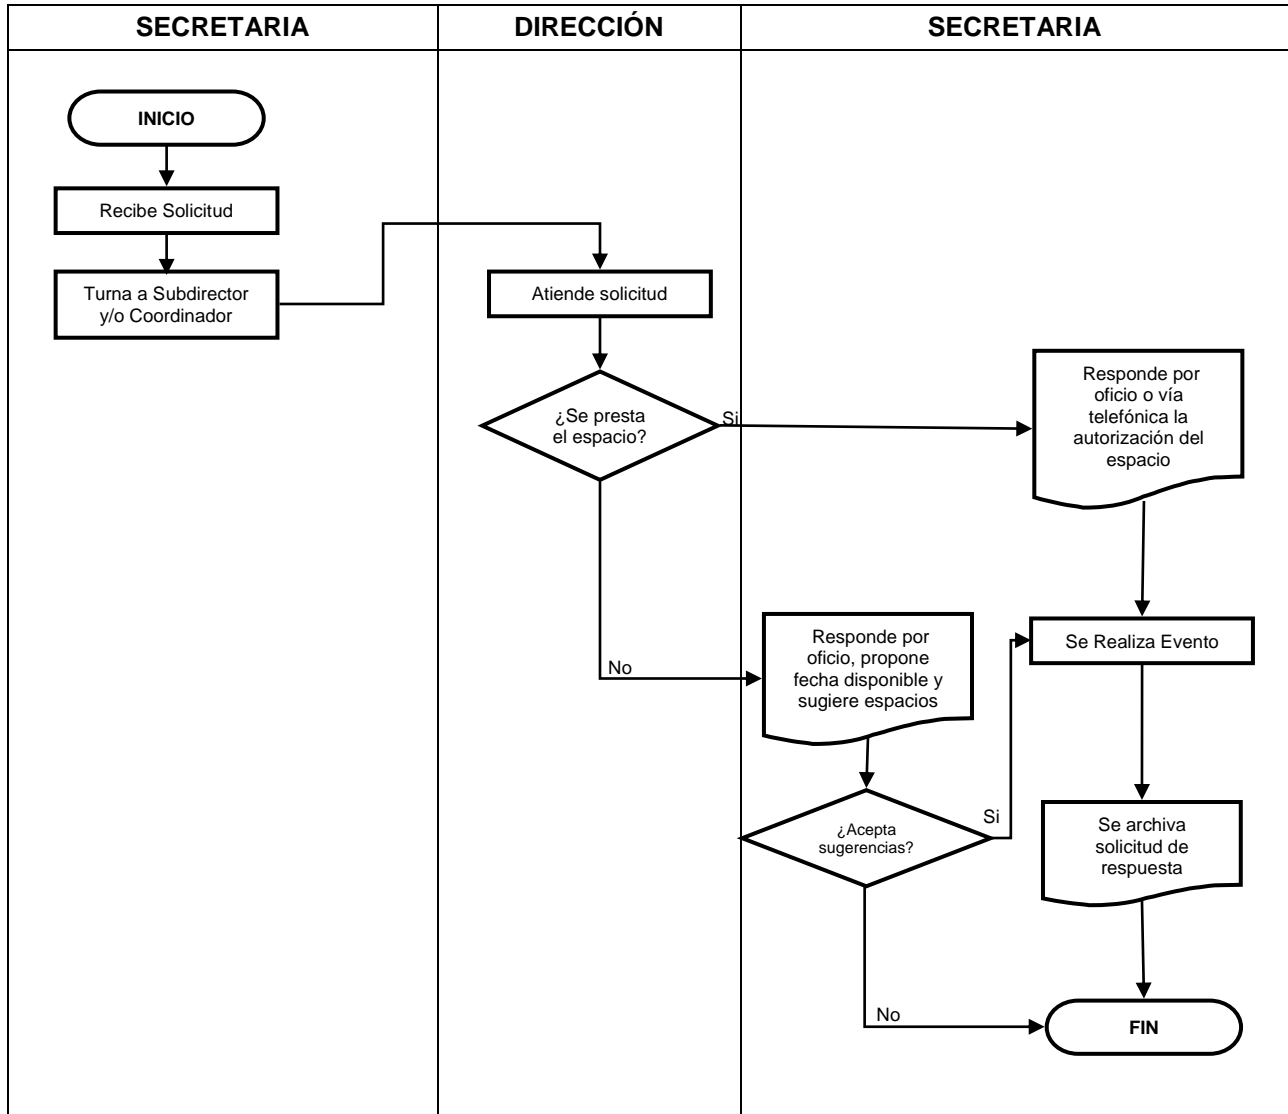 SECRETARIA
DIRECCIÓN
SECRETARIA
INICIO
Recibe Solicitud
Turna a Subdirector
y/o Coordinador
Atiende solicitud
¿Se presta
el espacio?
Si
Responde por
oficio o vía
telefónica la
autorización del
espacio
No
Responde por
oficio, propone
fecha disponible y
sugiere espacios
Se Realiza Evento
¿Acepta
sugerencias?
Si
Se archiva
solicitud de
respuesta
No
FIN